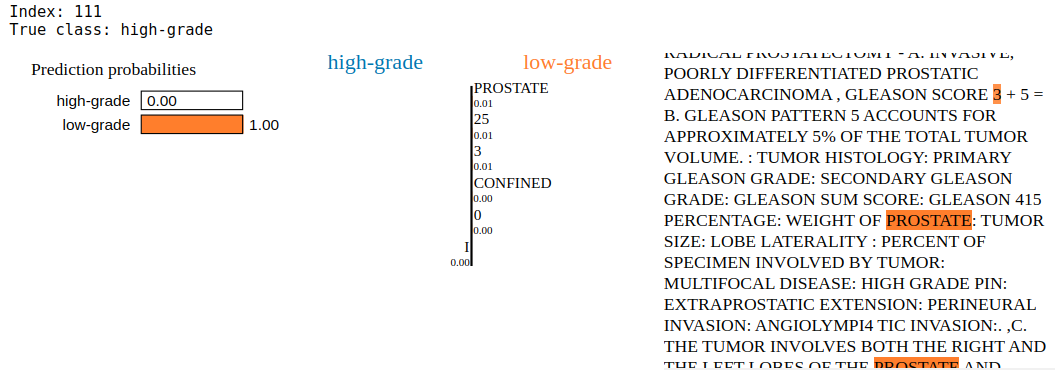 Index: 111
True class: high-grade
Prediction probabilities
high-grade 0.00
low-grade 1.00
high-grade low-grade
PROSTATE
0.01
25
0.01
3
0.01
CONFINED
0.00
0
0.00
I
0.00
RADICAL PROSTATECTOMY - A. INVASIVE,
POORLY DIFFERENTIATED PROSTATIC
ADENOCARCINOMA , GLEASON SCORE 3 + 5 =
B. GLEASON PATTERN 5 ACCOUNTS FOR
APPROXIMATELY 5% OF THE TOTAL TUMOR
VOLUME. : TUMOR HISTOLOGY: PRIMARY
GLEASON GRADE: SECONDARY GLEASON
GRADE: GLEASON SUM SCORE: GLEASON 415
PERCENTAGE: WEIGHT OF PROSTATE: TUMOR
SIZE: LOBE LATERALITY : PERCENT OF
SPECIMEN INVOLVED BY TUMOR:
MULTIFOCAL DISEASE: HIGH GRADE PIN:
EXTRAPROSTATIC EXTENSION: PERINEURAL
INVASION: ANGIOLYMPI4 TIC INVASION:. ,C.
THE TUMOR INVOLVES BOTH THE RIGHT AND
THE LEFT LOBES OF THE PROSTATE AND